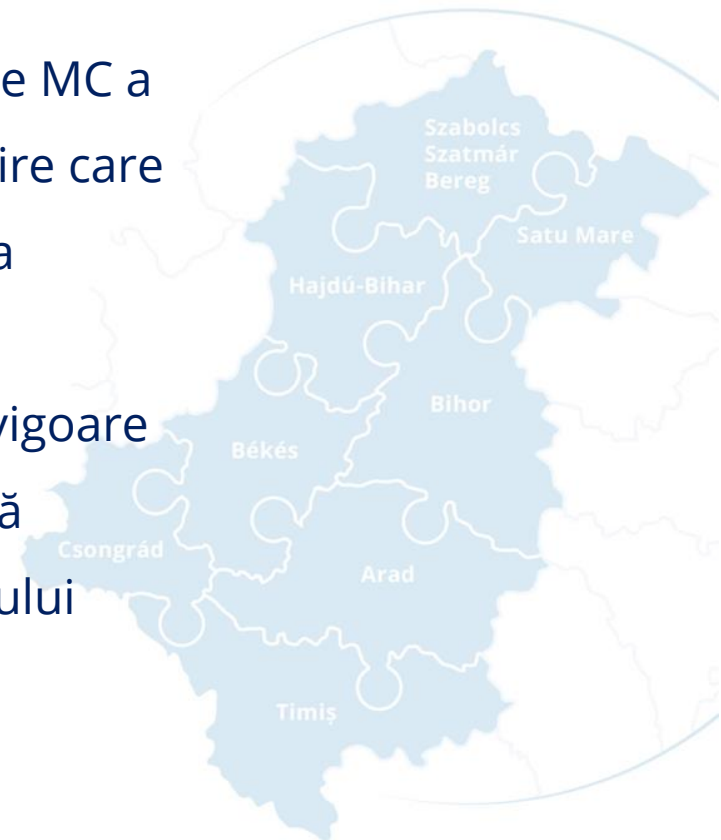 e MC a
ire care
a
vigoare
ă
ului
Szabolcs
Szatmár
Bereg
Satu Mare
Hajdú-Bihar
Bihor
Békés
Csongrád
Arad
Timiș